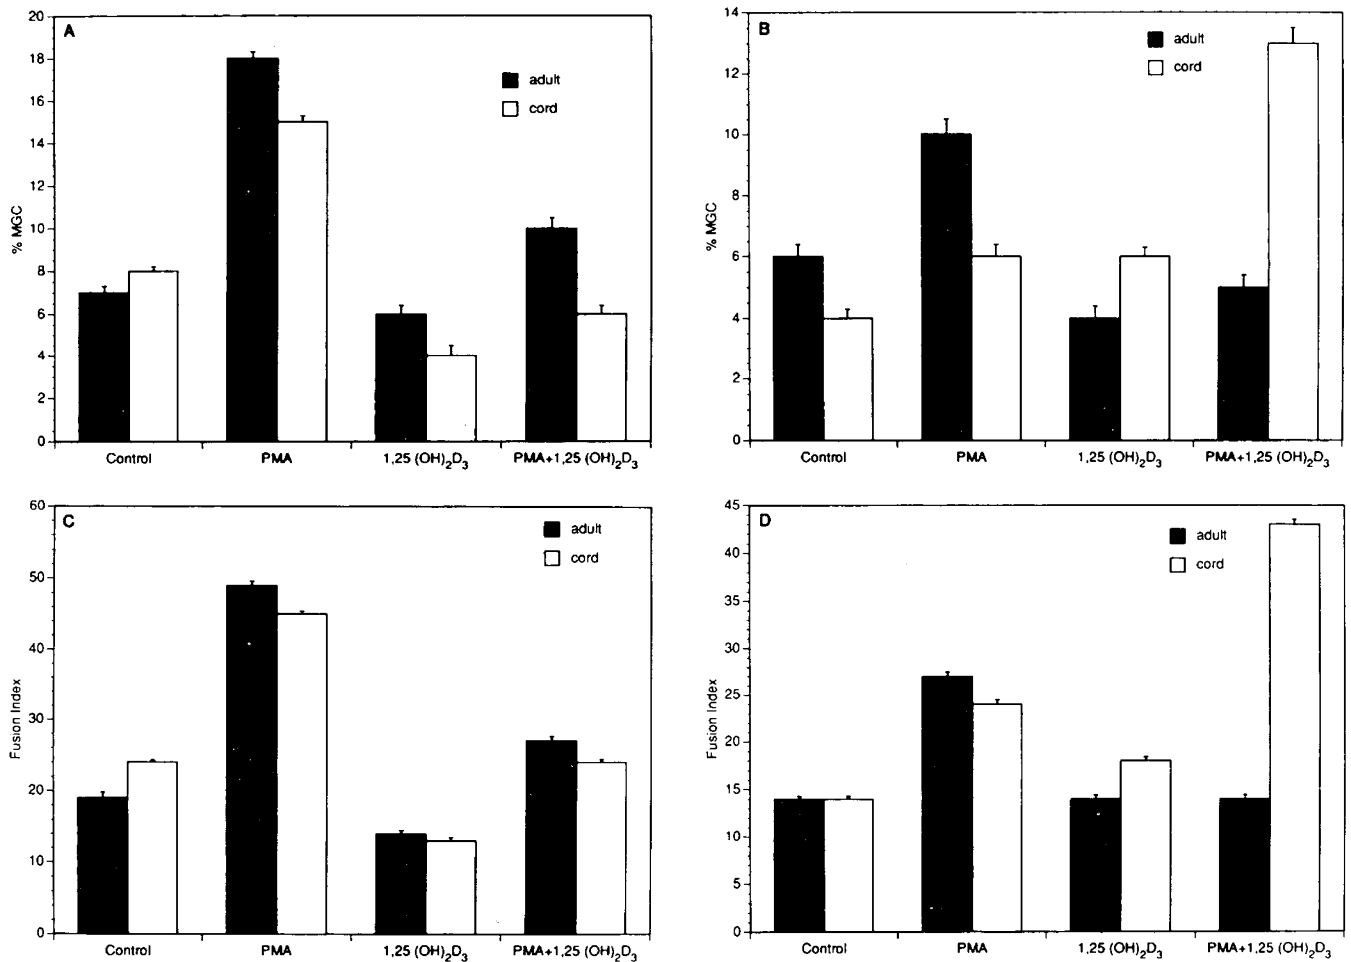 A
20
18
16
14
12
10
8
6
4
2
0
% MGC
adult
cord
Control
PMA
1,25 (OH)₂D₃
PMA+1,25 (OH)₂D₃
B
14
12
10
8
6
4
2
0
% MGC
adult
cord
Control
PMA
1,25 (OH)₂D₃
PMA+1,25 (OH)₂D₃
C
60
50
40
30
20
10
0
Fusion Index
adult
cord
Control
PMA
1,25 (OH)₂D₃
PMA+1,25 (OH)₂D₃
D
45
40
35
30
25
20
15
10
5
0
Fusion Index
adult
cord
Control
PMA
1,25 (OH)₂D₃
PMA+1,25 (OH)₂D₃